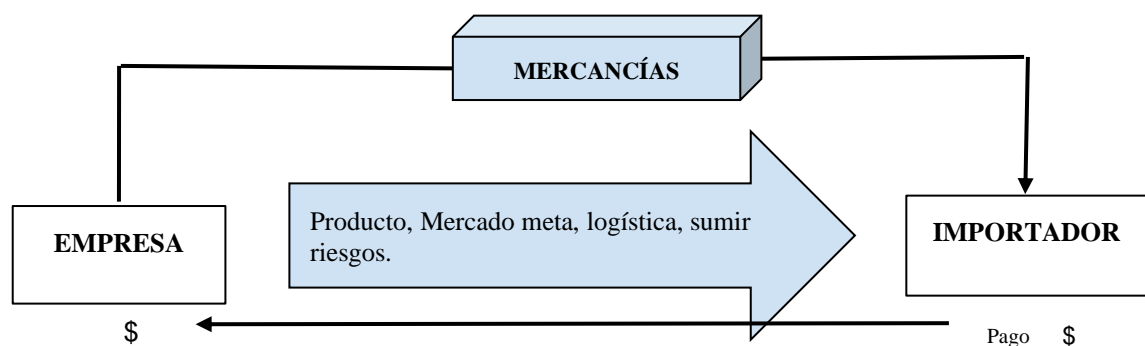 MERCANCÍAS
Producto, Mercado meta, logística, sumir
riesgos.
EMPRESA
IMPORTADOR
$
Pago $